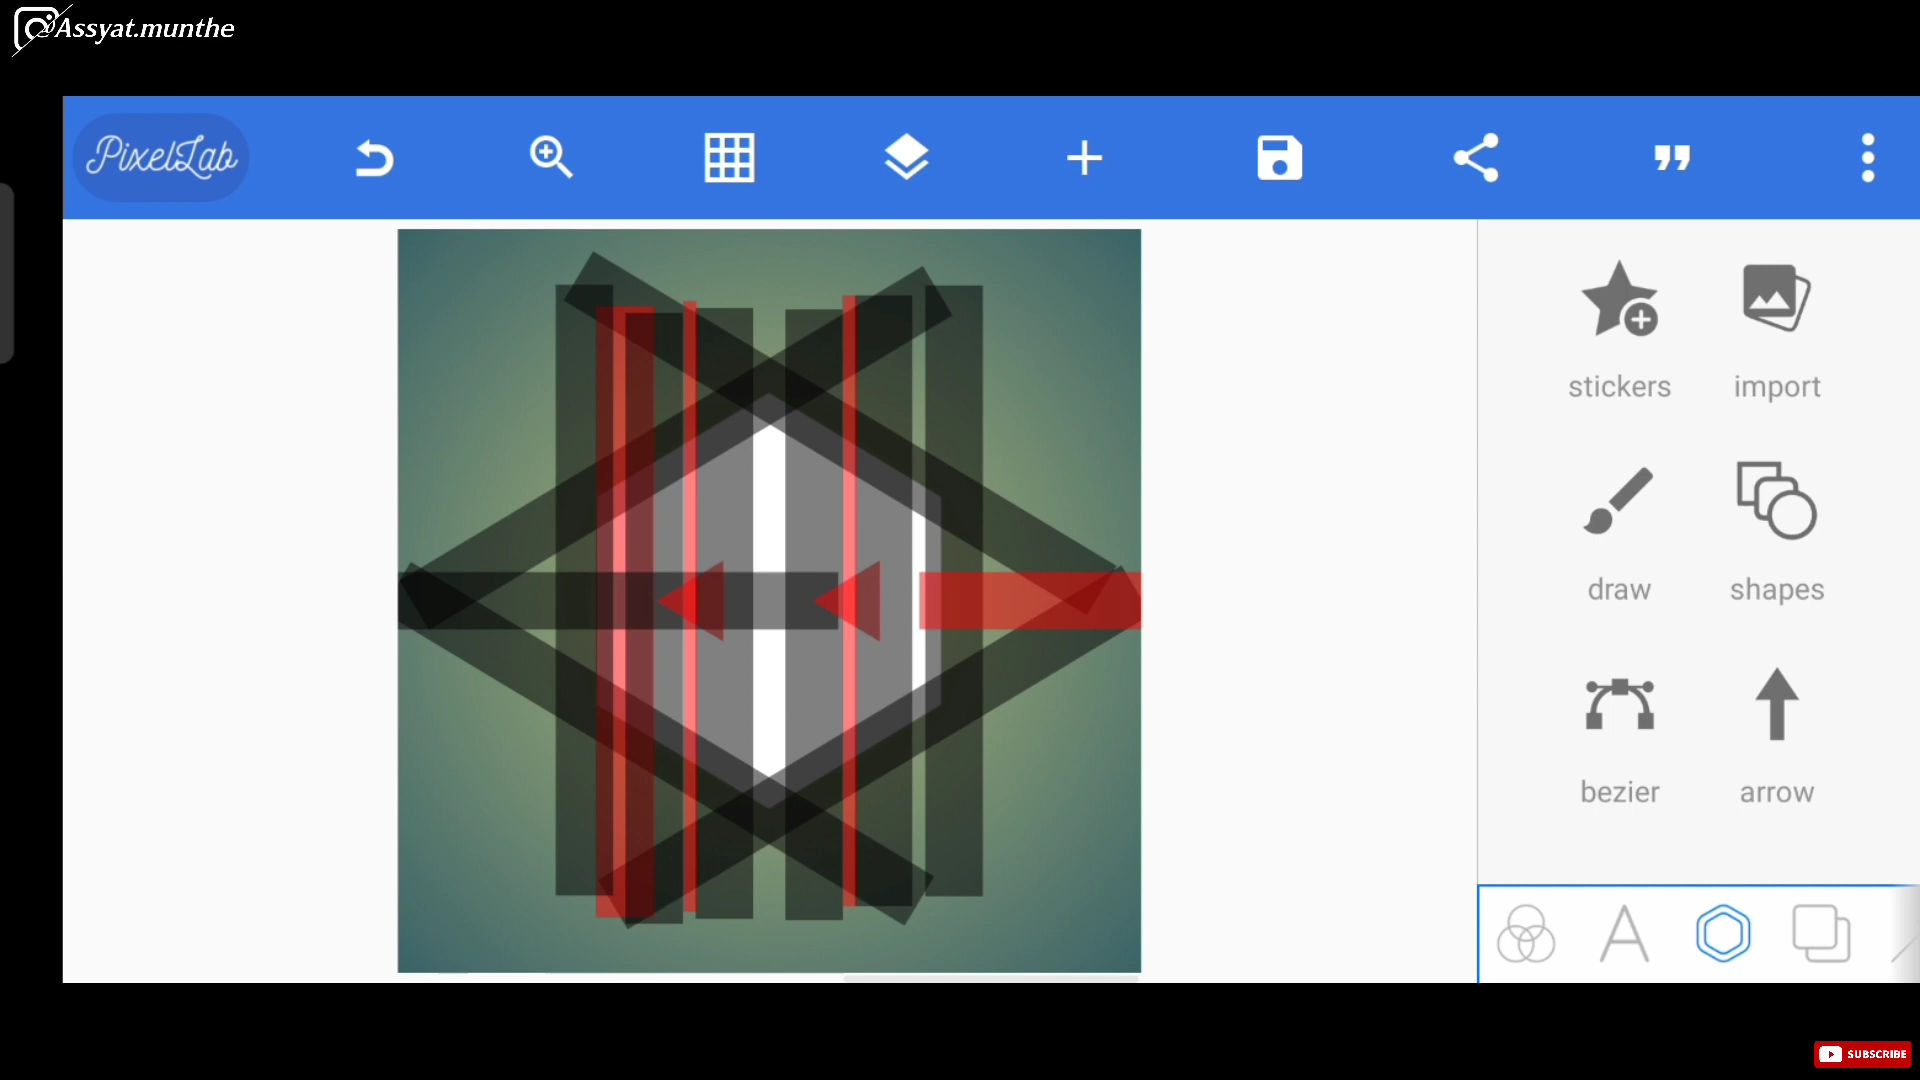 @Assyat.munthe
PixelLab
stickers
import
draw
shapes
bezier
arrow
SUBSCRIBE